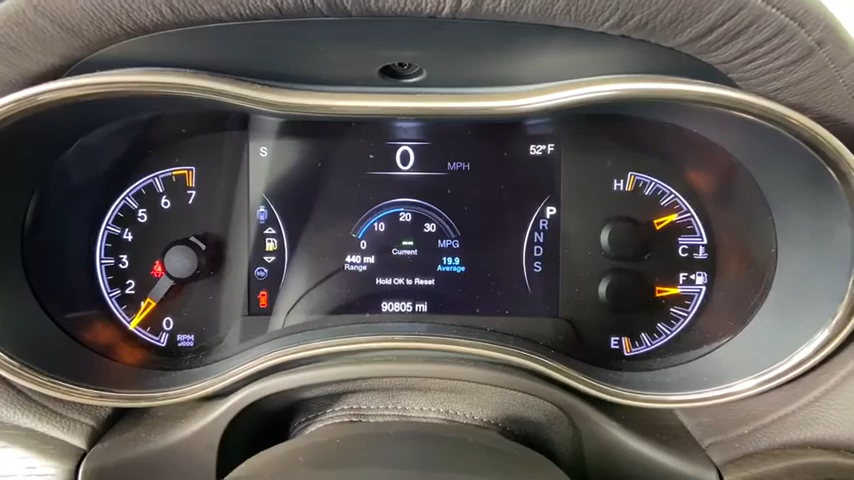 S
0 MPH
52°F
7
6
5
4
3
2
1
0
RPM
x1000
0 10 20 30
MPG
Current
440 mi
Range
19.9
Average
Hold OK to Reset
90805 mi
P
R
N
D
S
H
C
F
E